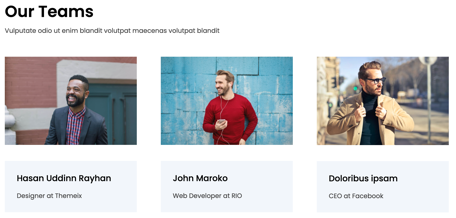 Our Teams
Vulputate odio ut enim blandit volutpat maecenas volutpat blandit
Hasan Uddinn Rayhan
Designer at Themeix
John Maroko
Web Developer at RIO
Doloribus ipsam
CEO at Facebook